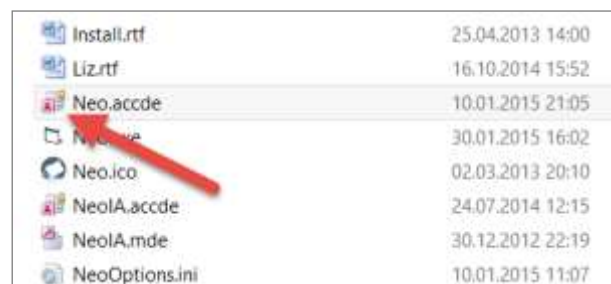 Install.rtf 25.04.2013 14:00
Liz.rtf 16.10.2014 15:52
Neo.accde 10.01.2015 21:05
30.01.2015 16:02
Neo.ico 02.03.2013 20:10
NeoIA.accde 24.07.2014 12:15
NeoIA.mde 30.12.2012 22:19
NeoOptions.ini 10.01.2015 11:07